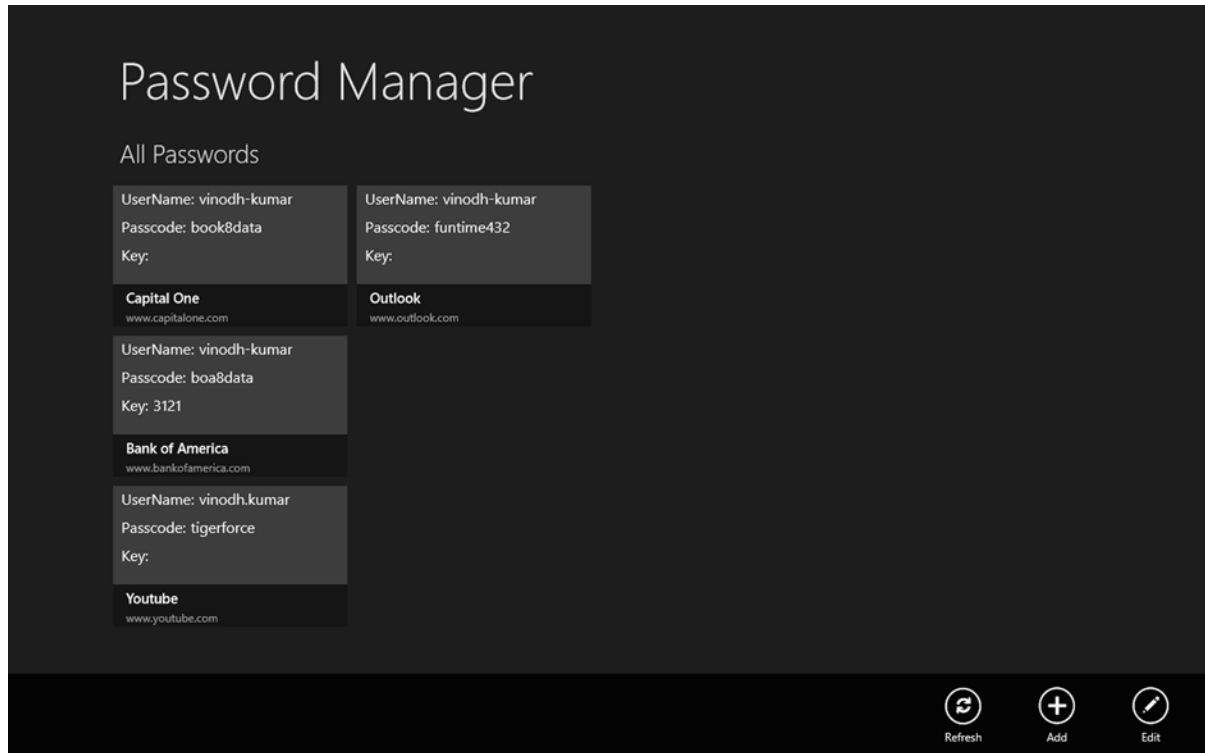 Password Manager
All Passwords
UserName: vinodh-kumar
Passcode: book8data
Key:
Capital One
www.capitalone.com
UserName: vinodh-kumar
Passcode: boa8data
Key: 3121
Bank of America
www.bankofamerica.com
UserName: vinodh.kumar
Passcode: tigerforce
Key:
Youtube
www.youtube.com
UserName: vinodh-kumar
Passcode: funtime432
Key:
Outlook
www.outlook.com
Refresh
Add
Edit